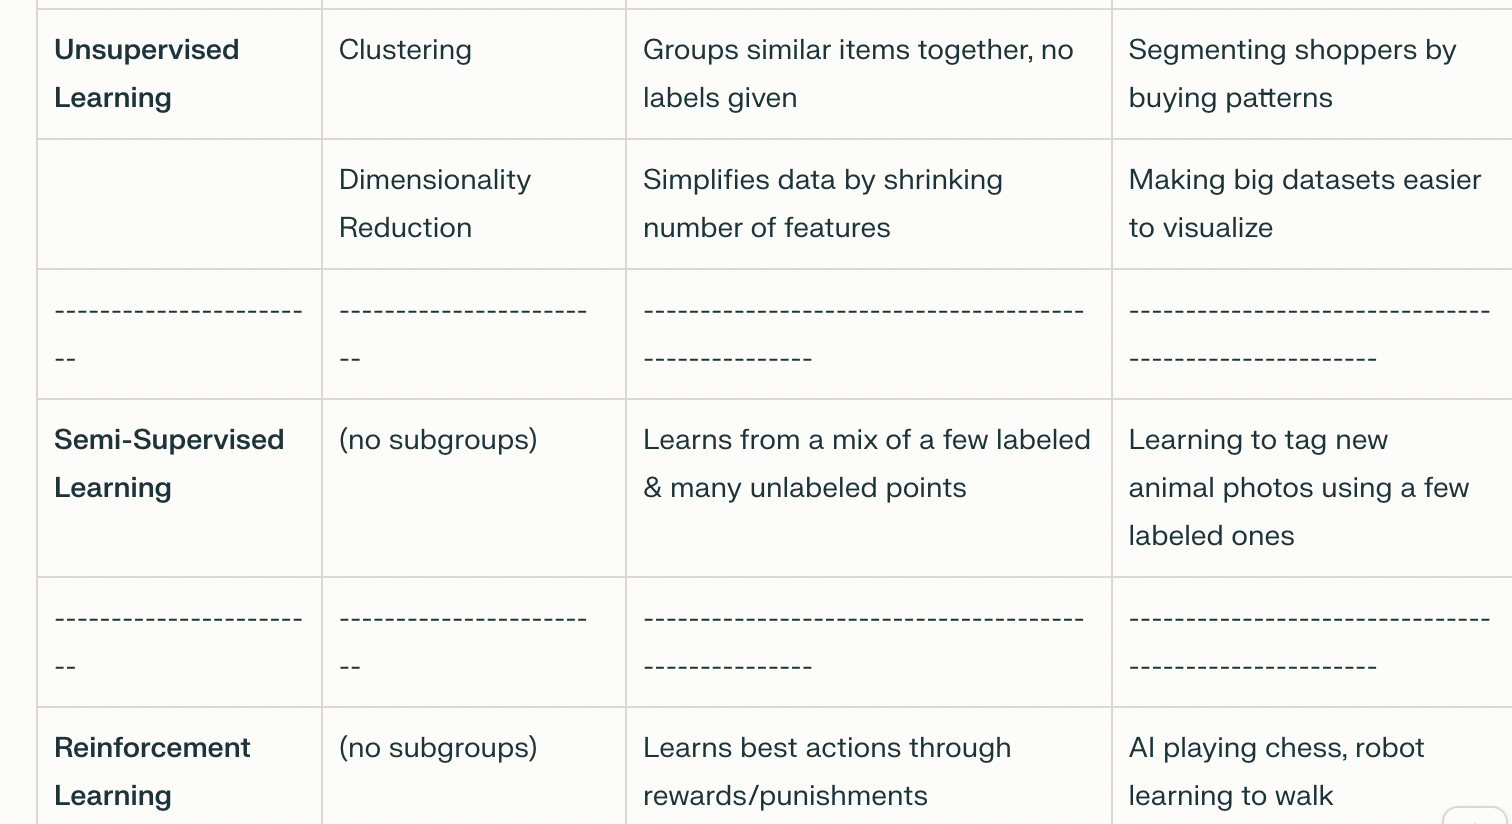 Unsupervised
Learning
Clustering
Groups similar items together, no
labels given
Segmenting shoppers by
buying patterns
Dimensionality
Reduction
Simplifies data by shrinking
number of features
Making big datasets easier
to visualize
----------------------
--
----------------------
--
---------------------------------------
---------------
--------------------------------
----------------------
Semi-Supervised
Learning
(no subgroups)
Learns from a mix of a few labeled
& many unlabeled points
Learning to tag new
animal photos using a few
labeled ones
----------------------
--
----------------------
--
---------------------------------------
---------------
--------------------------------
----------------------
Reinforcement
Learning
(no subgroups)
Learns best actions through
rewards/punishments
AI playing chess, robot
learning to walk